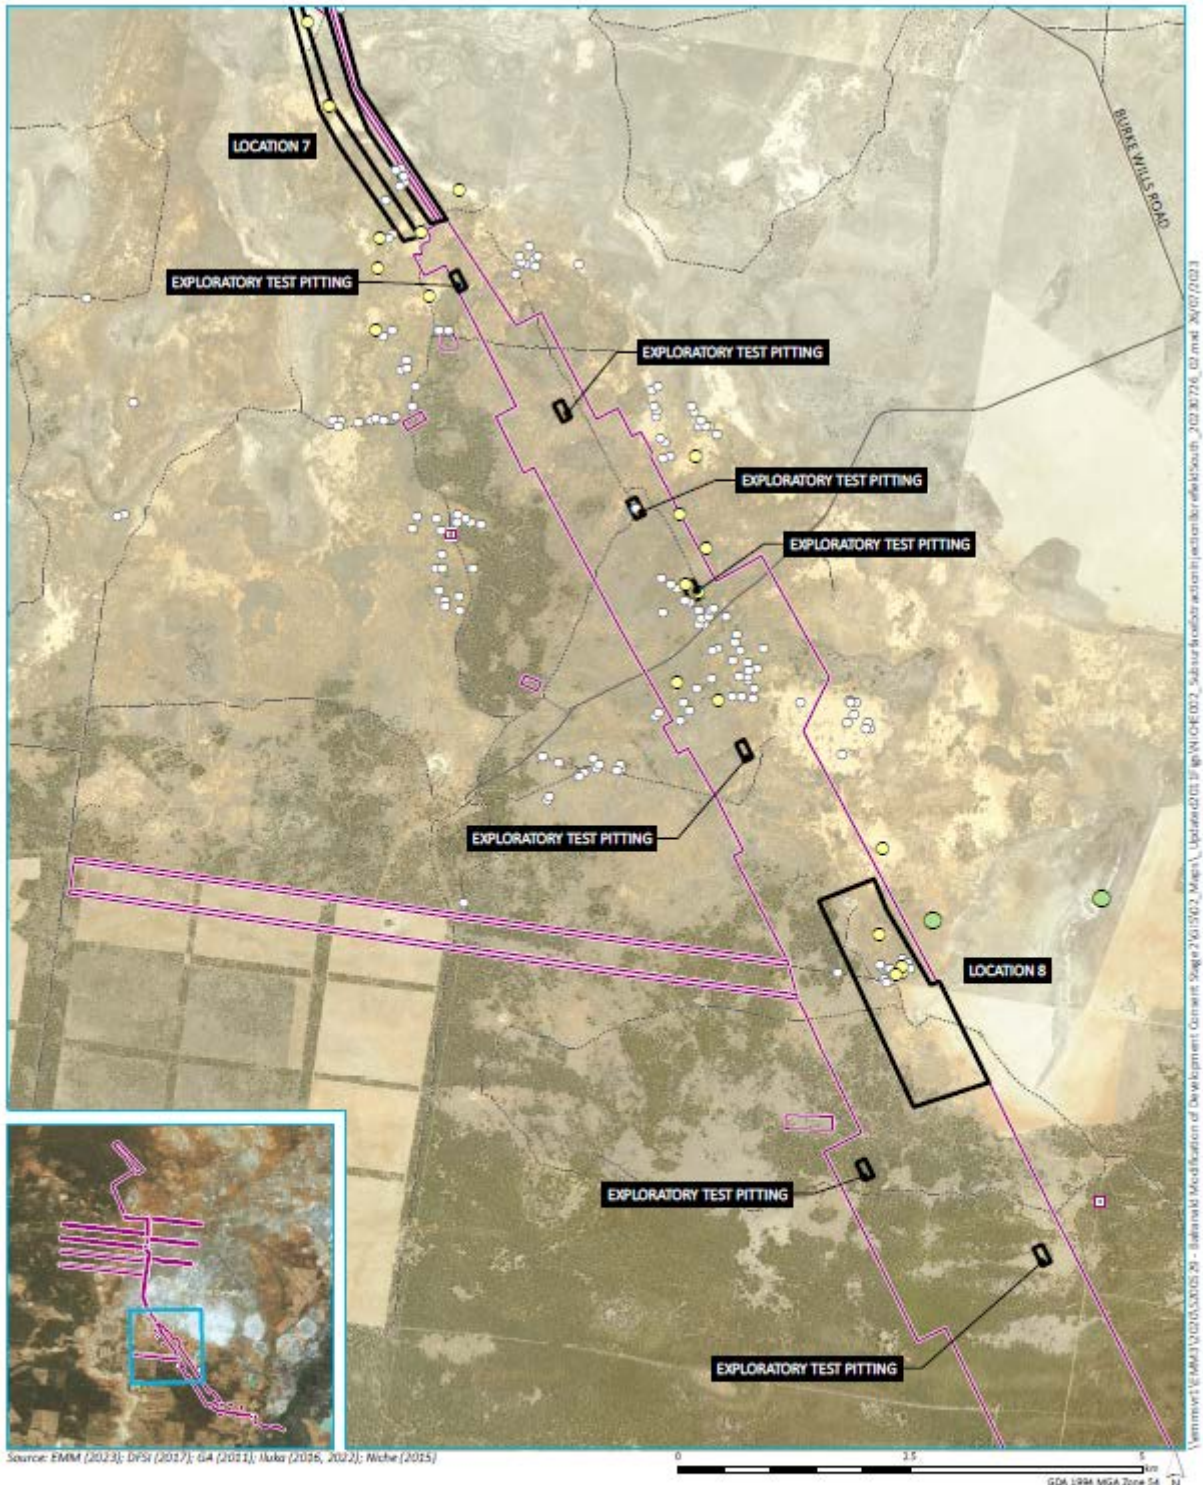 BURKE WILLS ROAD
LOCATION 7
EXPLORATORY TEST PITTING
EXPLORATORY TEST PITTING
EXPLORATORY TEST PITTING
EXPLORATORY TEST PITTING
EXPLORATORY TEST PITTING
LOCATION 8
EXPLORATORY TEST PITTING
EXPLORATORY TEST PITTING
Source: EMM (2023); DFSI (2017); GA (2011); Iluka (2016, 2022); Niche (2015)
0 2.5 5
km
GDA 1994 MGA Zone 54 N